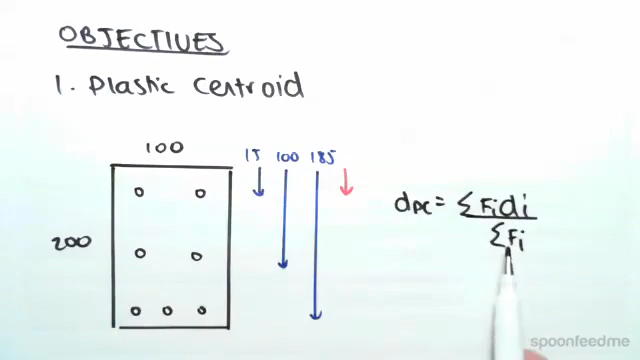 OBJECTIVES
1. Plastic Centroid
100
15 100 185
200
dpc = ΣFidi
ΣFi
spoonfeedme